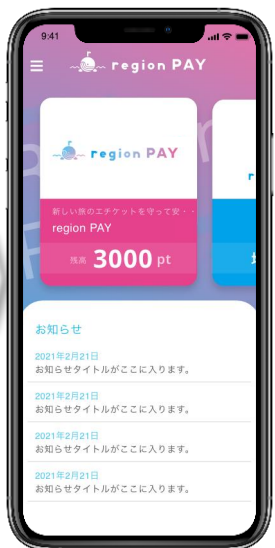 9:41
region PAY
region PAY
新しい旅のエチケットを守って安・・
region PAY
残高 3000 pt
お知らせ
2021年2月21日
お知らせタイトルがここに入ります。
2021年2月21日
お知らせタイトルがここに入ります。
2021年2月21日
お知らせタイトルがここに入ります。
2021年2月21日
お知らせタイトルがここに入ります。